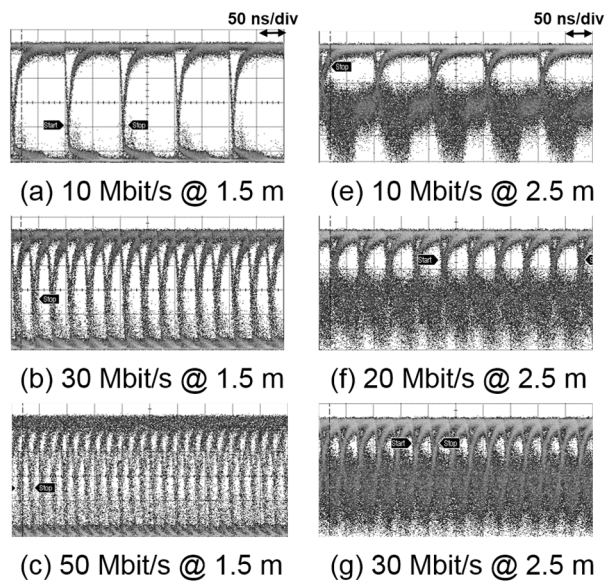 50 ns/div
50 ns/div
Start
Stop
Stop
(a) 10 Mbit/s @ 1.5 m
(e) 10 Mbit/s @ 2.5 m
Stop
Start
(b) 30 Mbit/s @ 1.5 m
(f) 20 Mbit/s @ 2.5 m
Stop
Start
Stop
(c) 50 Mbit/s @ 1.5 m
(g) 30 Mbit/s @ 2.5 m